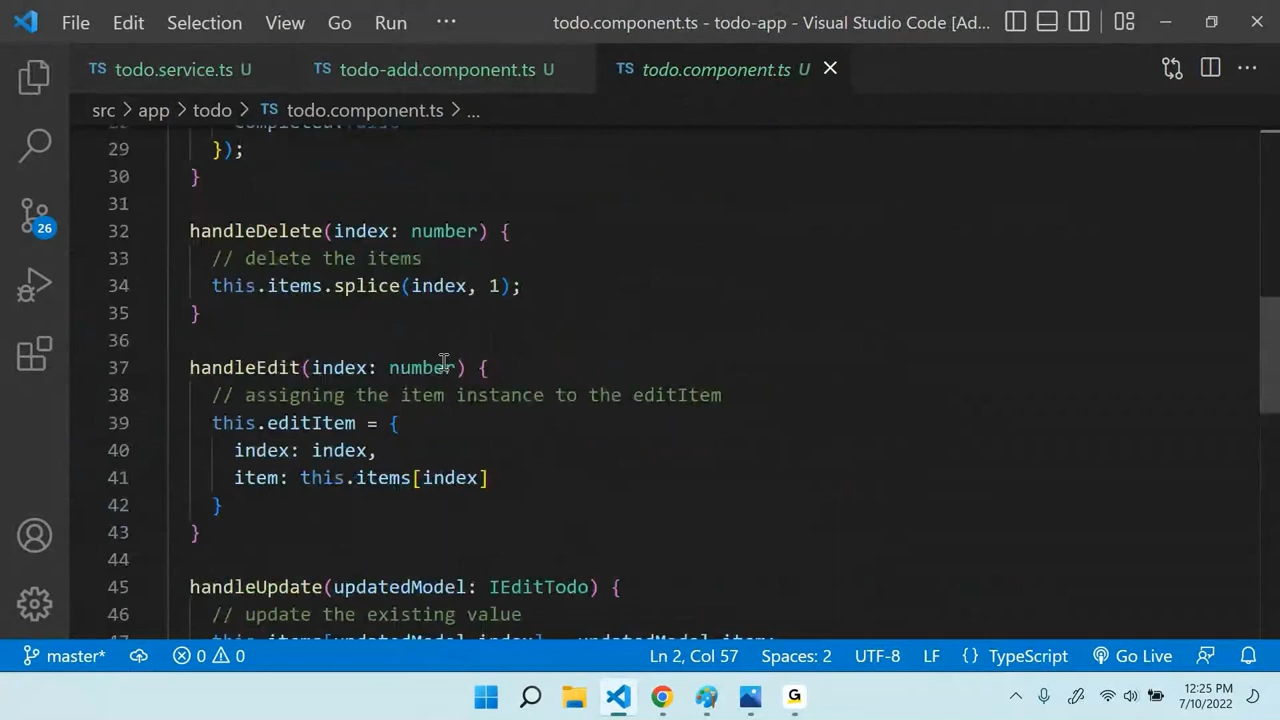 File Edit Selection View Go Run ··· todo.component.ts - todo-app - Visual Studio Code [Ad...
TS todo.service.ts U TS todo-add.component.ts U TS todo.component.ts U
src > app > todo > TS todo.component.ts > ...
29 });
30 }
31
32 handleDelete(index: number) {
33 // delete the items
34 this.items.splice(index, 1);
35 }
36
37 handleEdit(index: number) {
38 // assigning the item instance to the editItem
39 this.editItem = {
40 index: index,
41 item: this.items[index]
42 }
43 }
44
45 handleUpdate(updatedModel: IEditTodo) {
46 // update the existing value
26
master* 0 0 Ln 2, Col 57 Spaces: 2 UTF-8 LF {} TypeScript Go Live
G 12:25 PM
7/10/2022